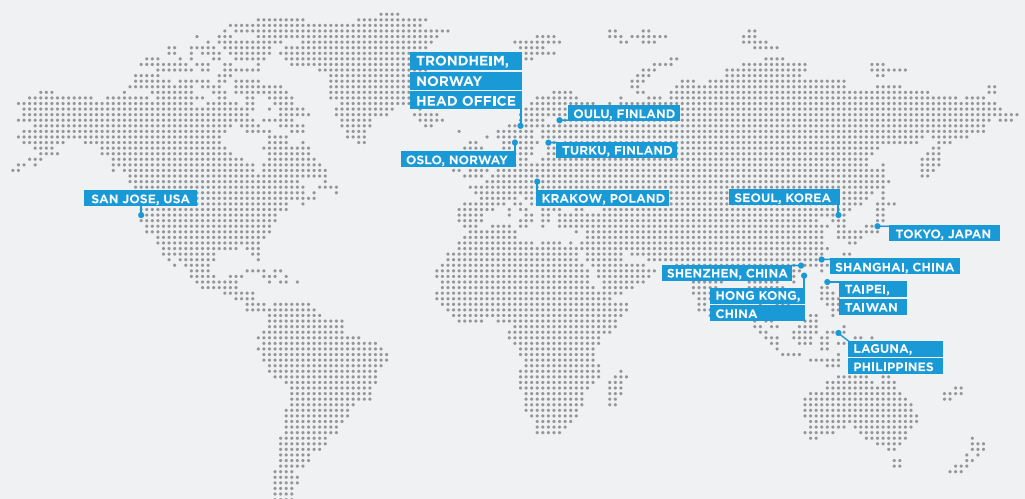 TRONDHEIM,
NORWAY
HEAD OFFICE
OULU, FINLAND
OSLO, NORWAY
TURKU, FINLAND
SAN JOSE, USA
KRAKOW, POLAND
SEOUL, KOREA
TOKYO, JAPAN
SHENZHEN, CHINA
SHANGHAI, CHINA
HONG KONG,
CHINA
TAIPEI,
TAIWAN
LAGUNA,
PHILIPPINES